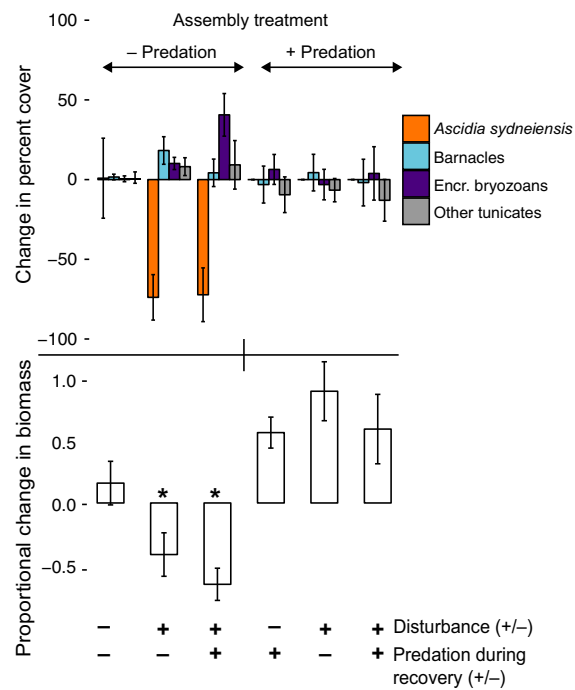 Assembly treatment
– Predation + Predation
100
50
0
–50
–100
Change in percent cover
Ascidia sydneiensis
Barnacles
Encr. bryozoans
Other tunicates
1.0
0.5
0.0
–0.5
Proportional change in biomass
* *
– + + – + + Disturbance (+/–)
– – + + – + Predation during
recovery (+/–)